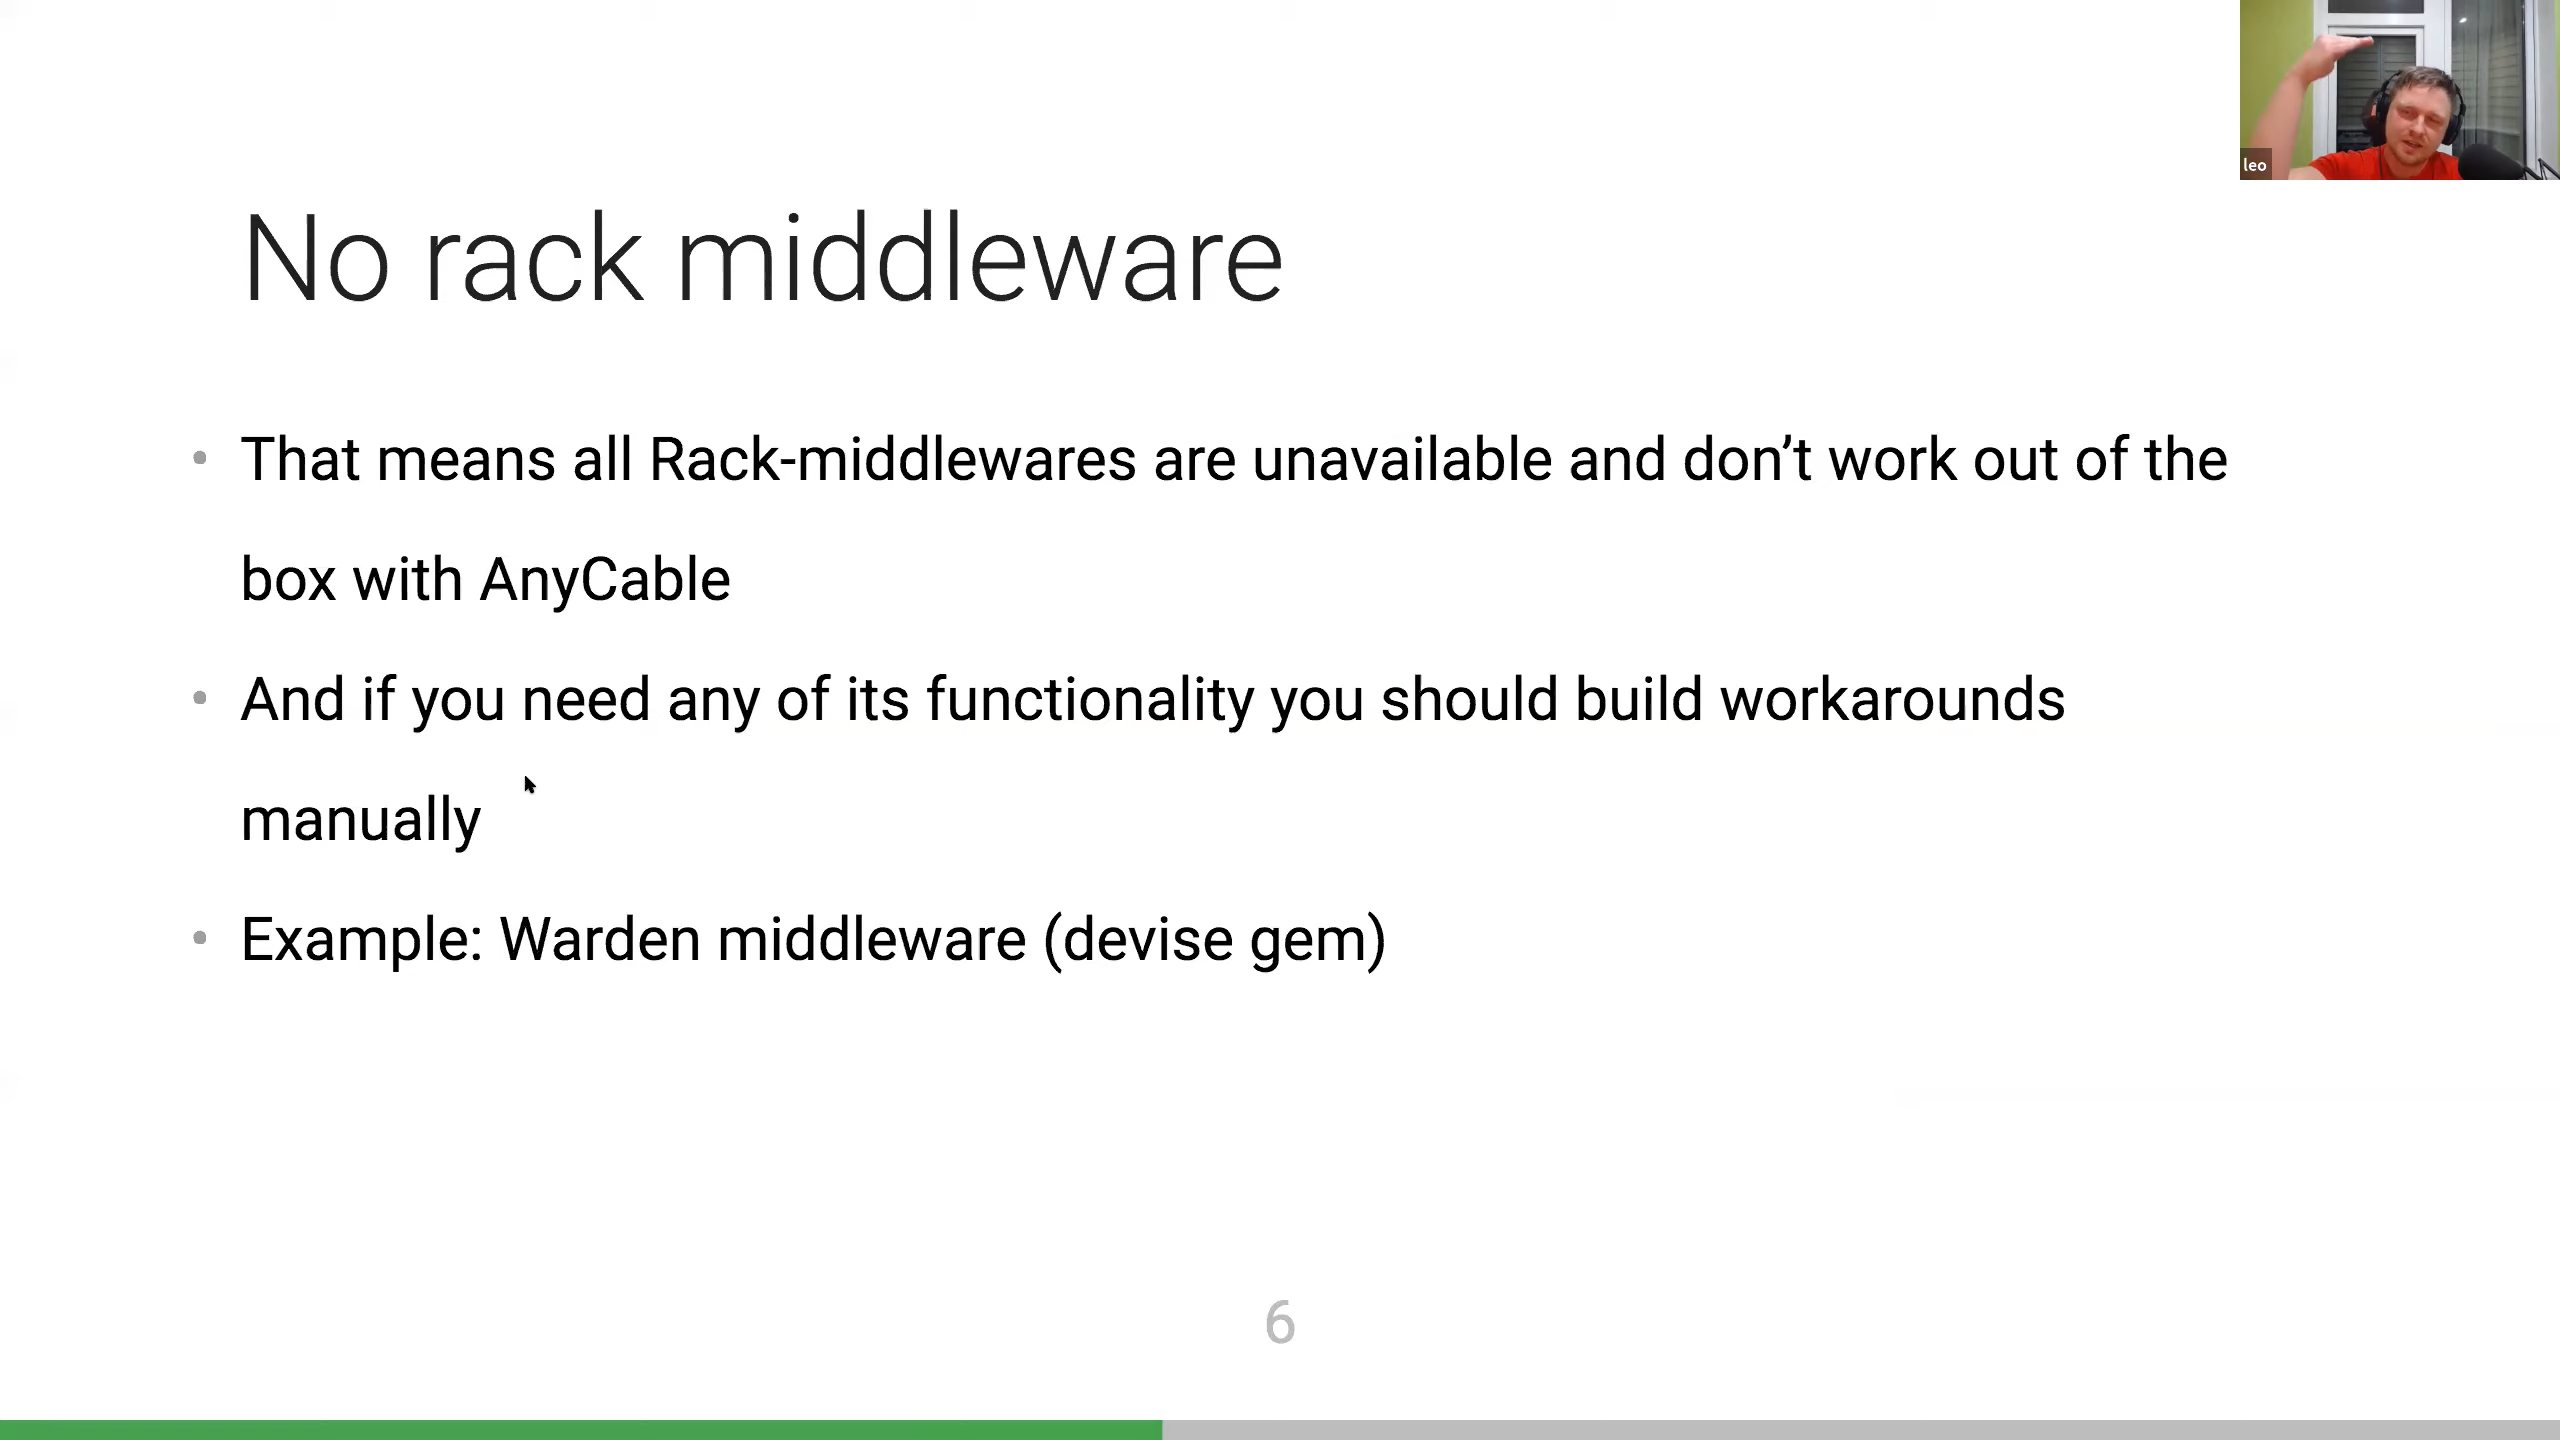 leo
No rack middleware
• That means all Rack-middlewares are unavailable and don’t work out of the
box with AnyCable
• And if you need any of its functionality you should build workarounds
manually
• Example: Warden middleware (devise gem)
6